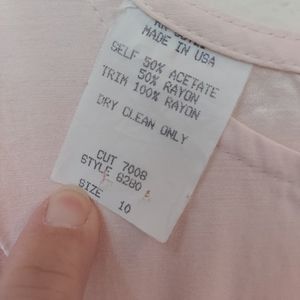 MADE IN USA
SELF 50% ACETATE
50% RAYON
TRIM 100% RAYON
DRY CLEAN ONLY
CUT 7008
STYLE 6280
SIZE 10